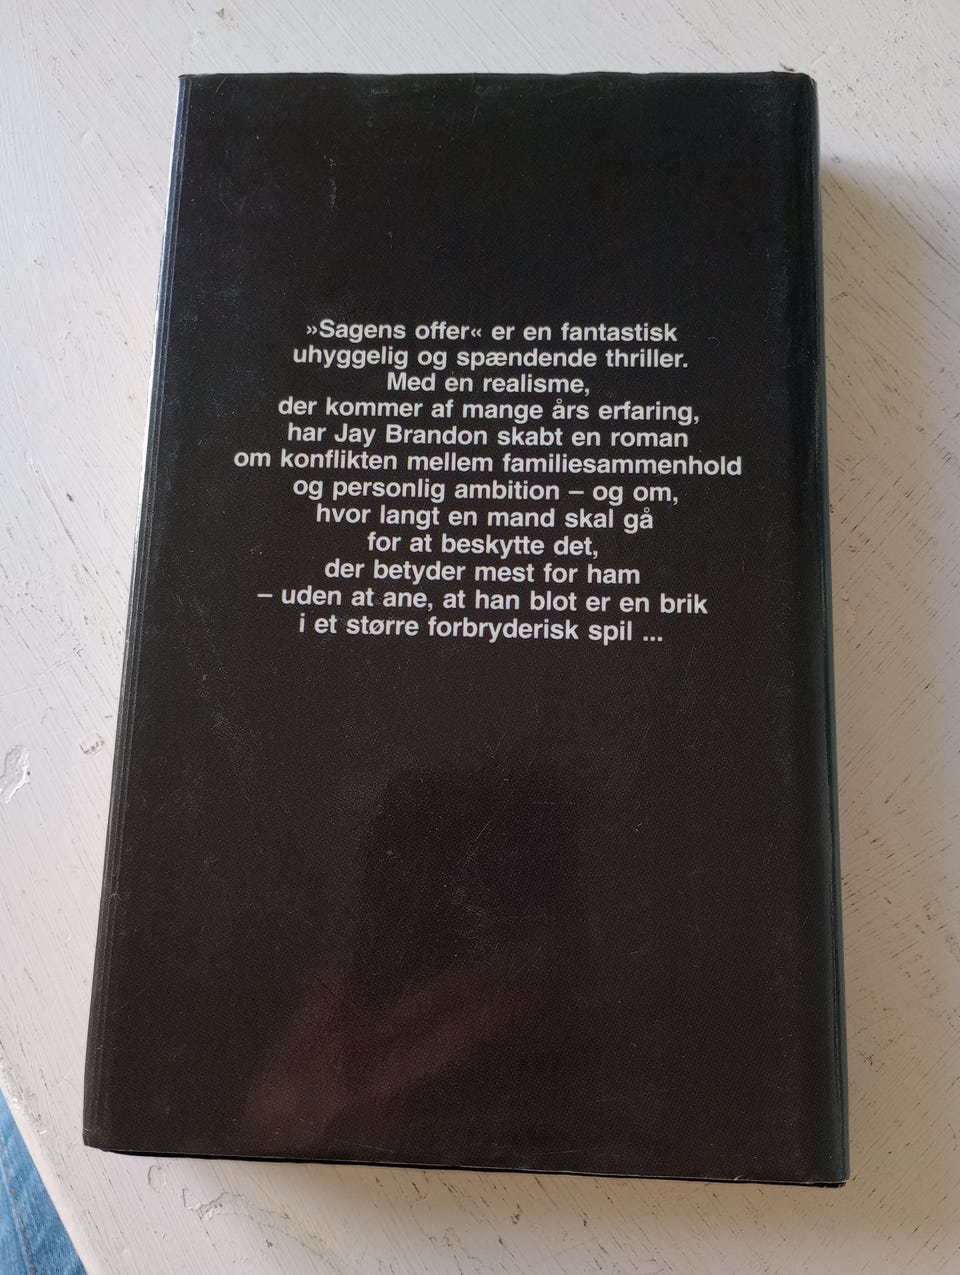 »Sagens offer« er en fantastisk
uhyggelig og spændende thriller.
Med en realisme,
der kommer af mange års erfaring,
har Jay Brandon skabt en roman
om konflikten mellem familiesammenhold
og personlig ambition – og om,
hvor langt en mand skal gå
for at beskytte det,
der betyder mest for ham
– uden at ane, at han blot er en brik
i et større forbryderisk spil ...